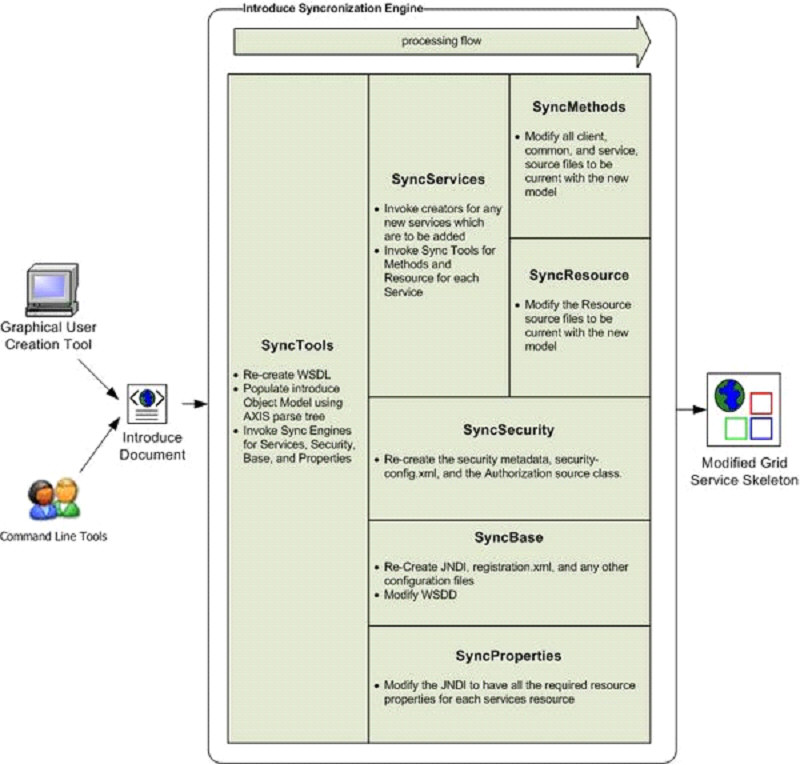 Introduce Syncronization Engine
processing flow
SyncMethods
• Modify all client,
common, and service,
source files to be
current with the new
model
SyncServices
• Invoke creators for any
new services which
are to be added
• Invoke Sync Tools for
Methods and
Resource for each
Service
SyncResource
• Modify the Resource
source files to be
current with the new
model
Graphical User
Creation Tool
SyncTools
• Re-create WSDL
• Populate introduce
Object Model using
AXIS parse tree
• Invoke Sync Engines
for Services, Security,
Base, and Properties
Introduce
Document
Command Line Tools
SyncSecurity
• Re-create the security metadata, security-
config.xml, and the Authorization source class.
SyncBase
• Re-Create JNDI, registration.xml, and any other
configuration files
• Modify WSDD
SyncProperties
• Modify the JNDI to have all the required resource
properties for each services resource
Modified Grid
Service Skeleton